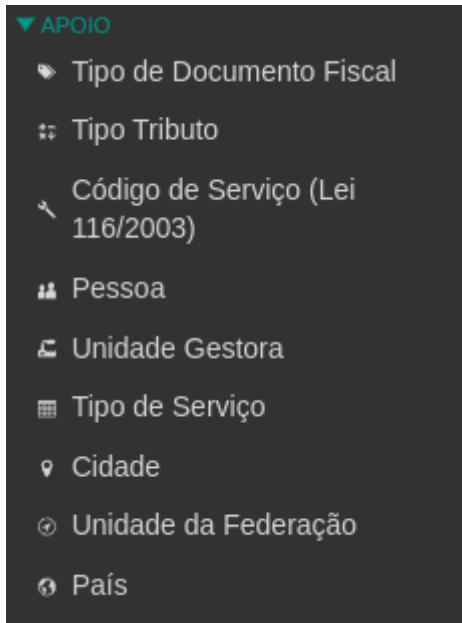 APOIO
Tipo de Documento Fiscal
Tipo Tributo
Código de Serviço (Lei
116/2003)
Pessoa
Unidade Gestora
Tipo de Serviço
Cidade
Unidade da Federação
País